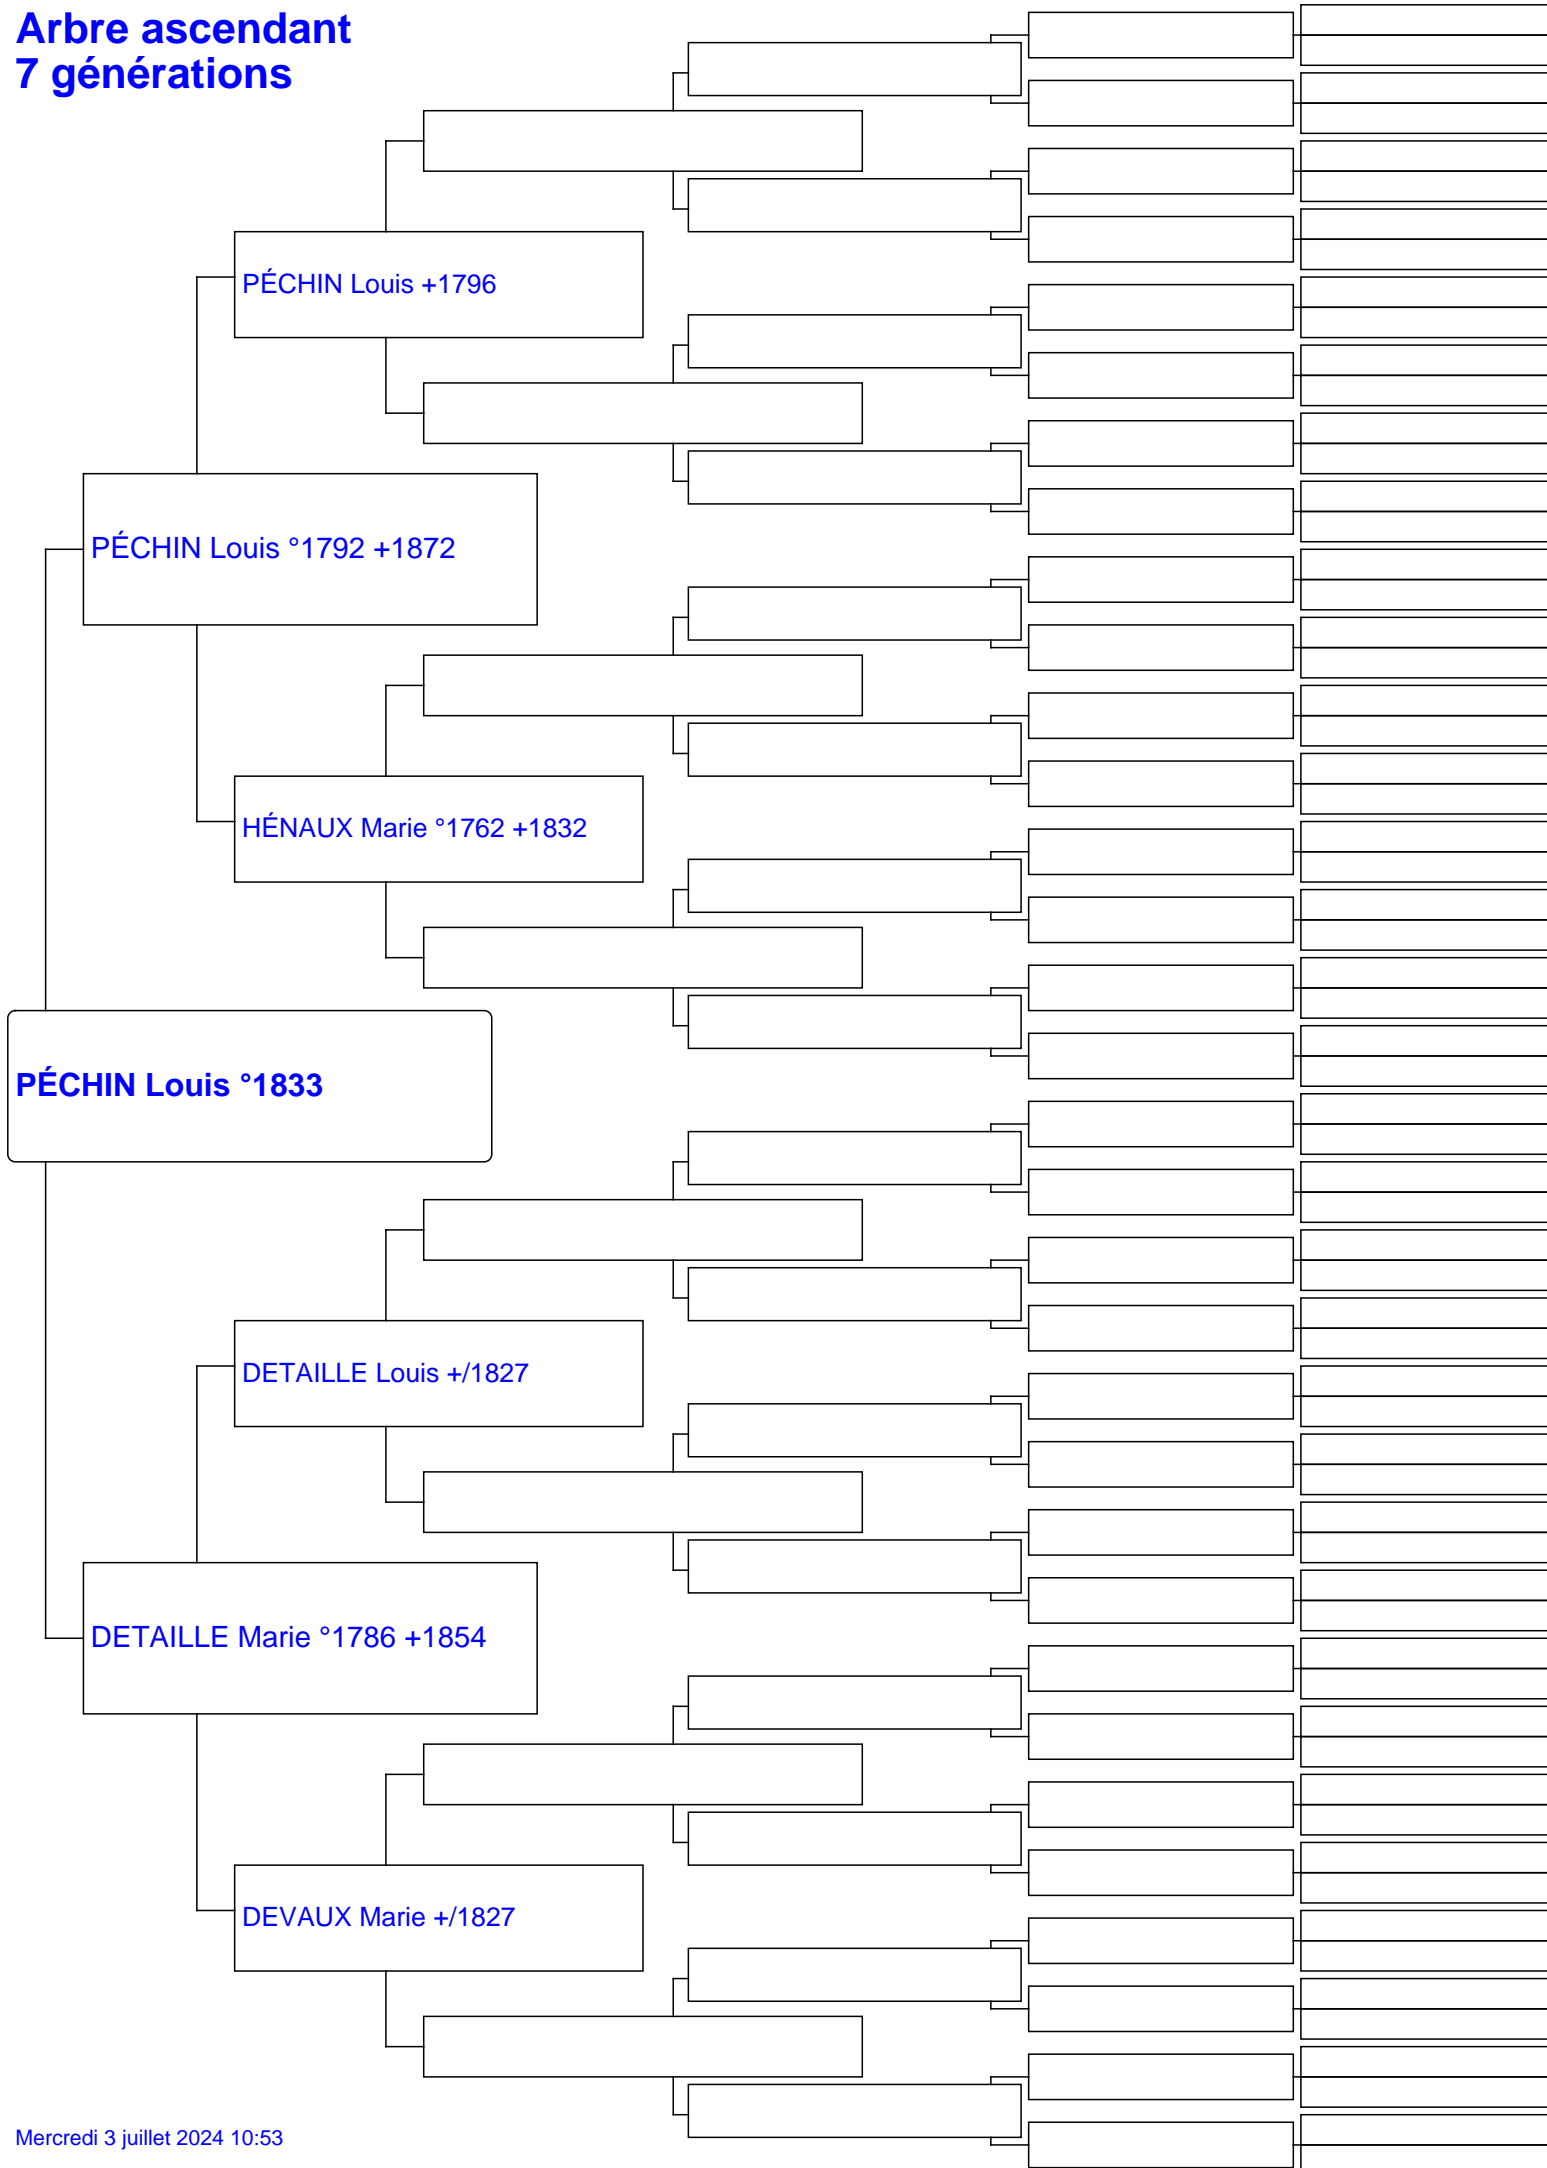 Arbre ascendant
7 générations
PÉCHIN Louis +1796
PÉCHIN Louis °1792 +1872
HÉNAUX Marie °1762 +1832
PÉCHIN Louis °1833
DETAILLE Louis +/1827
DETAILLE Marie °1786 +1854
DEVAUX Marie +/1827
Mercredi 3 juillet 2024 10:53